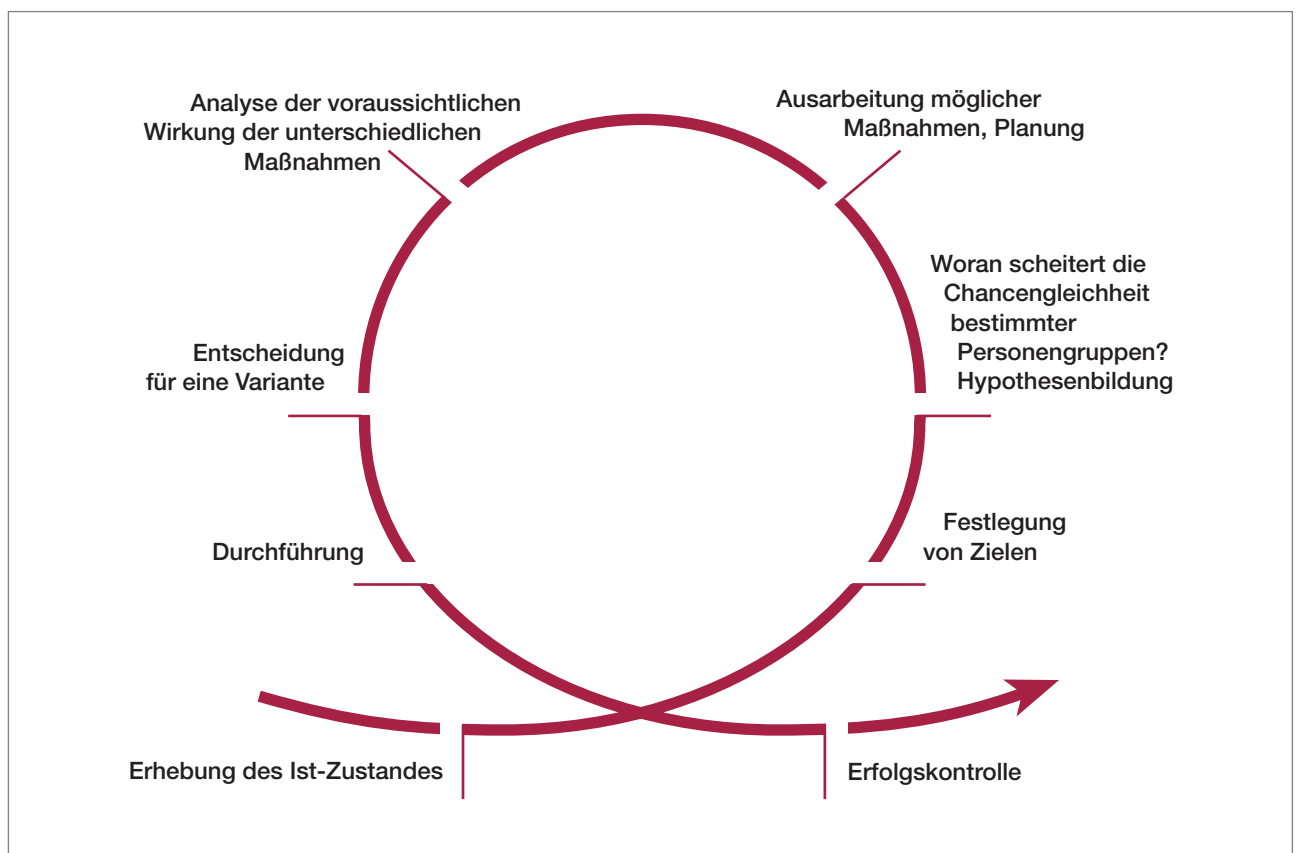 Analyse der voraussichtlichen
Wirkung der unterschiedlichen
Maßnahmen
Ausarbeitung möglicher
Maßnahmen, Planung
Woran scheitert die
Chancengleichheit
bestimmter
Personengruppen?
Hypothesenbildung
Entscheidung
für eine Variante
Durchführung
Festlegung
von Zielen
Erhebung des Ist-Zustandes
Erfolgskontrolle